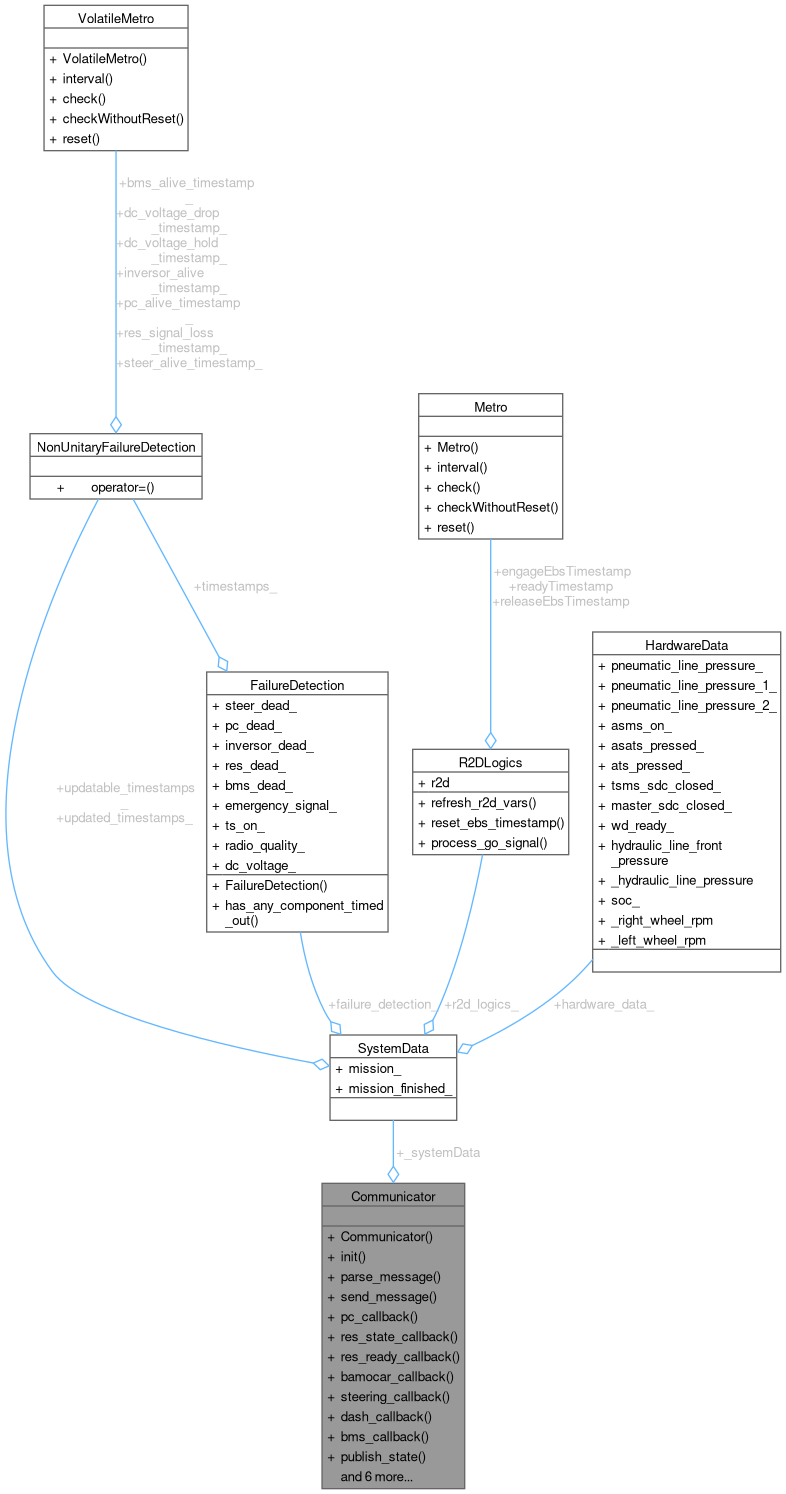 VolatileMetro
+ VolatileMetro()
+ interval()
+ check()
+ checkWithoutReset()
+ reset()
+bms_alive_timestamp
_
+dc_voltage_drop
_timestamp_
+dc_voltage_hold
_timestamp_
+inversor_alive
_timestamp_
+pc_alive_timestamp
_
+res_signal_loss
_timestamp_
+steer_alive_timestamp_
NonUnitaryFailureDetection
+ operator=()
Metro
+ Metro()
+ interval()
+ check()
+ checkWithoutReset()
+ reset()
+timestamps_
+engageEbsTimestamp
+readyTimestamp
+releaseEbsTimestamp
HardwareData
+ pneumatic_line_pressure_
+ pneumatic_line_pressure_1_
+ pneumatic_line_pressure_2_
+ asms_on_
+ asats_pressed_
+ ats_pressed_
+ tsms_sdc_closed_
+ master_sdc_closed_
+ wd_ready_
+ hydraulic_line_front
_pressure
+ _hydraulic_line_pressure
+ soc_
+ _right_wheel_rpm
+ _left_wheel_rpm
FailureDetection
+ steer_dead_
+ pc_dead_
+ inversor_dead_
+ res_dead_
+ bms_dead_
+ emergency_signal_
+ ts_on_
+ radio_quality_
+ dc_voltage_
+ FailureDetection()
+ has_any_component_timed
_out()
R2DLogics
+ r2d
+ refresh_r2d_vars()
+ reset_ebs_timestamp()
+ process_go_signal()
+updatable_timestamps
_
+updated_timestamps_
+failure_detection_
+r2d_logics_
+hardware_data_
SystemData
+ mission_
+ mission_finished_
+_systemData
Communicator
+ Communicator()
+ init()
+ parse_message()
+ send_message()
+ pc_callback()
+ res_state_callback()
+ res_ready_callback()
+ bamocar_callback()
+ steering_callback()
+ dash_callback()
+ bms_callback()
+ publish_state()
and 6 more...